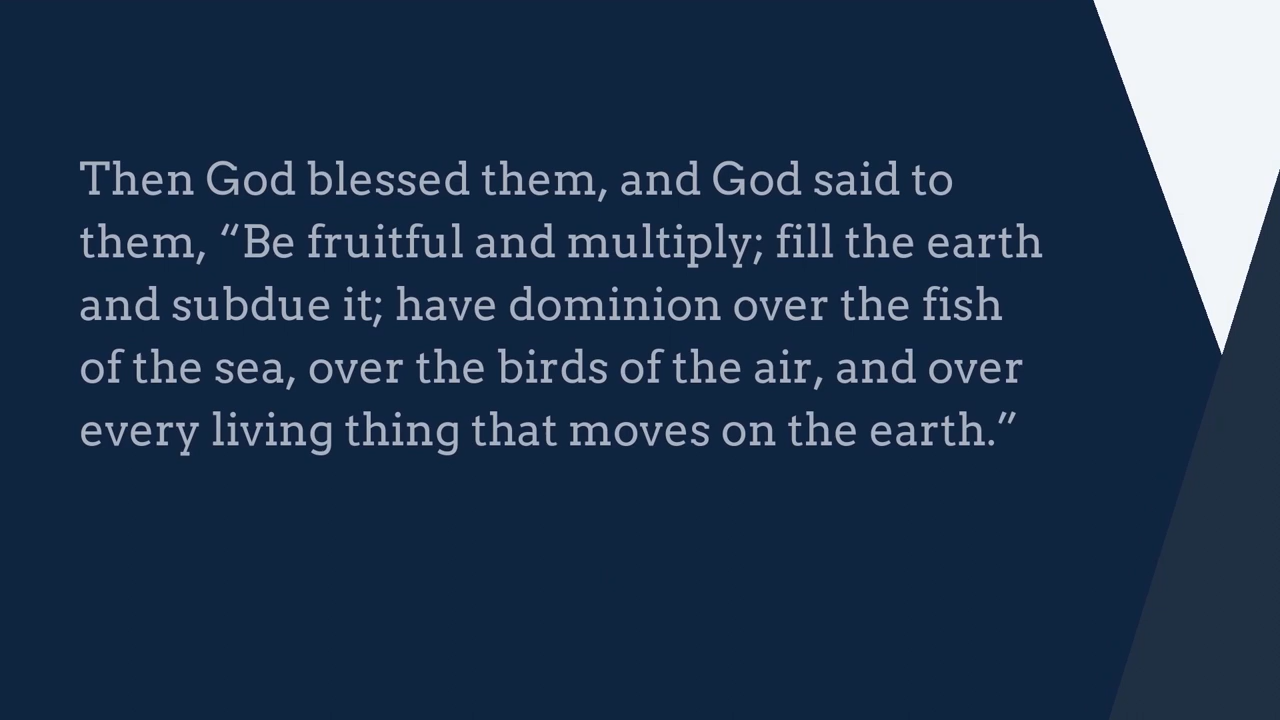 Then God blessed them, and God said to
them, “Be fruitful and multiply; fill the earth
and subdue it; have dominion over the fish
of the sea, over the birds of the air, and over
every living thing that moves on the earth.”